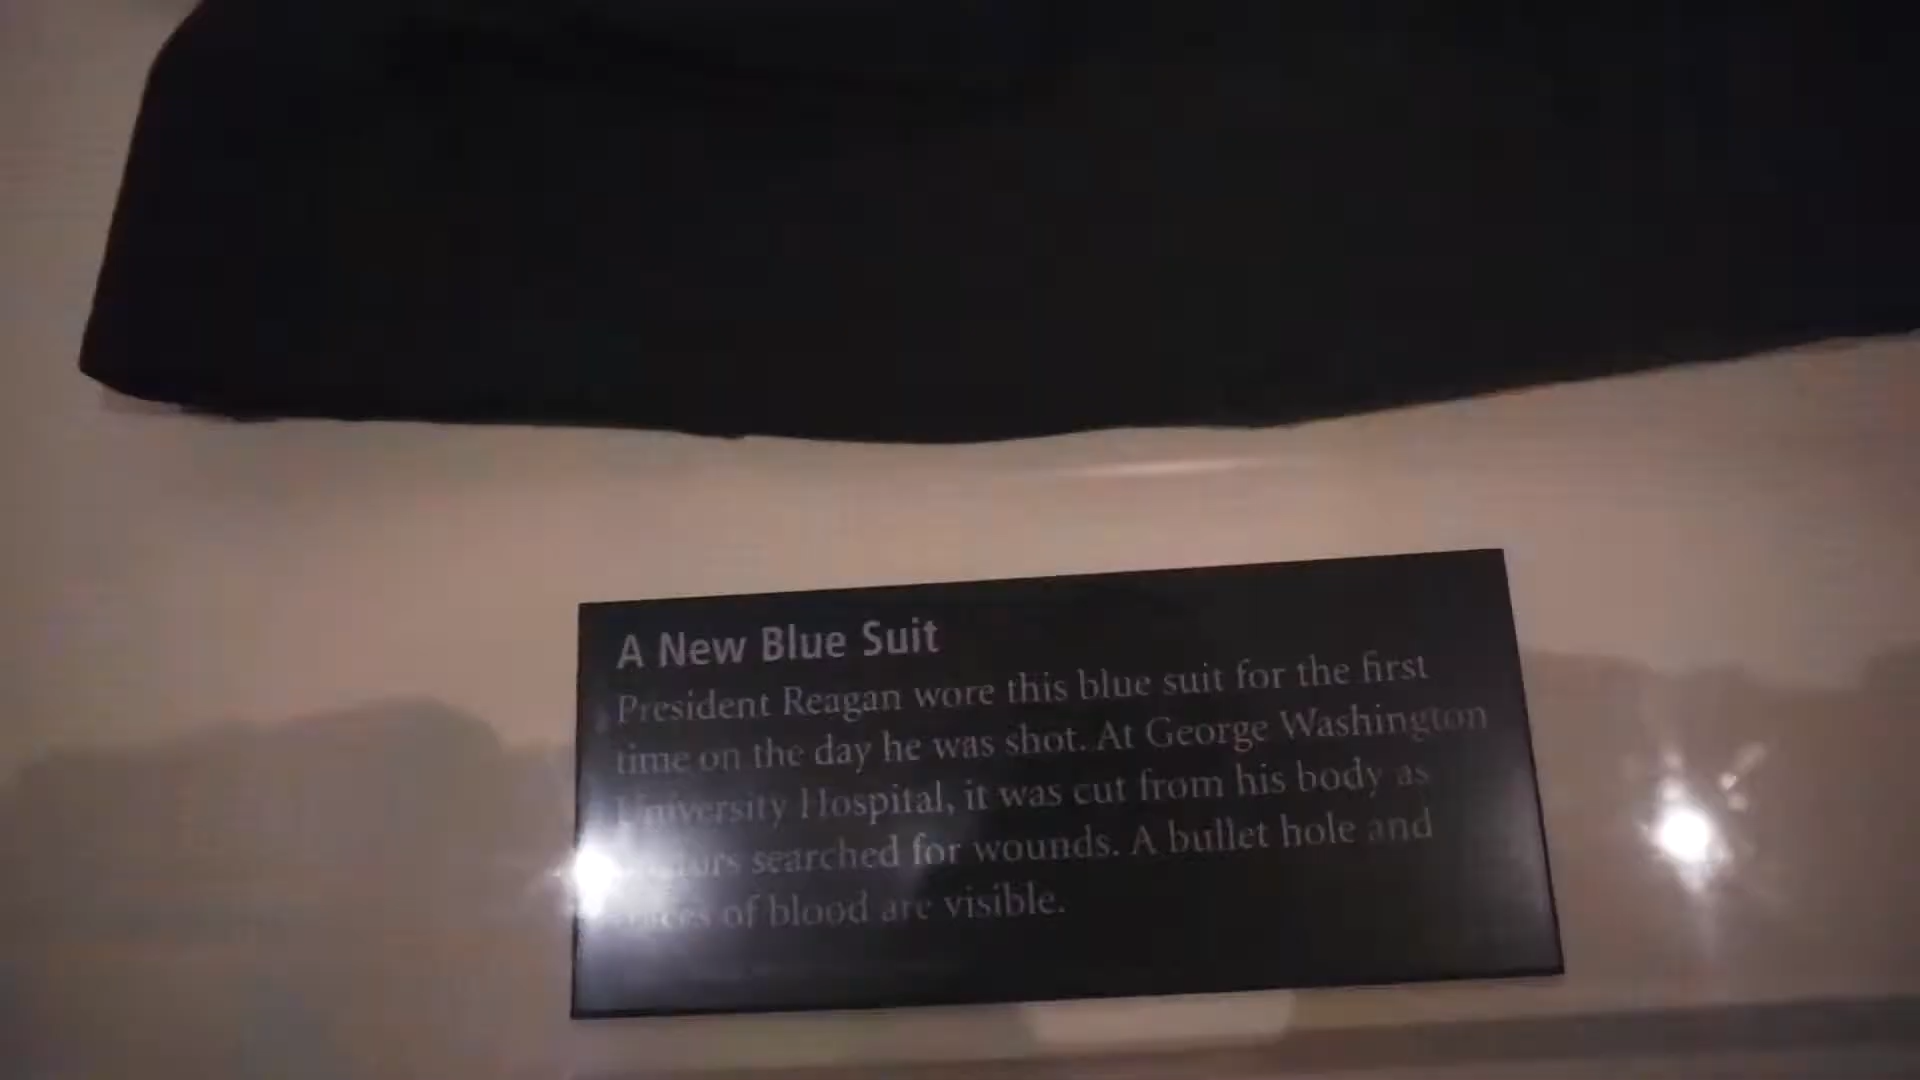 A New Blue Suit
President Reagan wore this blue suit for the first
time on the day he was shot. At George Washington
University Hospital, it was cut from his body as
searched for wounds. A bullet hole and
of blood are visible.